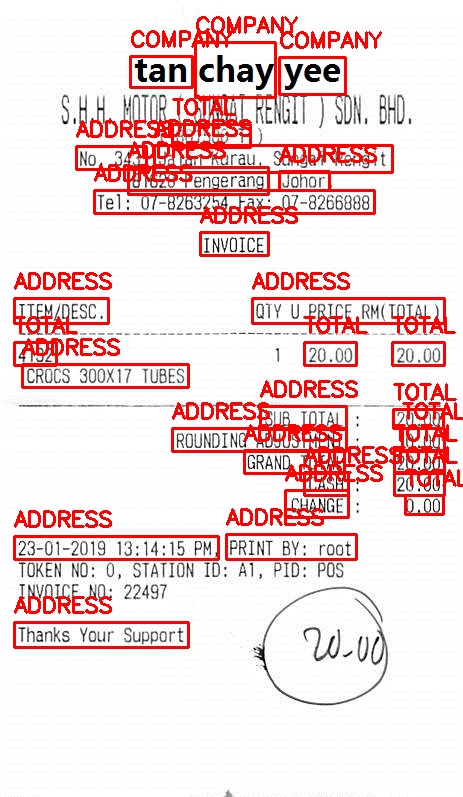 COMPANY
COMPANY COMPANY
tan chay yee
TOTAL
S.H.H. MOTOR ( SUNGAI RENGIT ) SDN. BHD.
ADDRESS ADDRESS
ADDRESS ADDRESS
No. 343, Jalan Kurau, Sungai Rengit
ADDRESS
81620 Pengerang, Johor
Tel: 07-8263254 Fax: 07-8266888
ADDRESS
INVOICE
ADDRESS ADDRESS
ITEM/DESC. QTY U.PRICE RM(TOTAL)
TOTAL TOTAL TOTAL
ADDRESS
4152 1 20.00 20.00
CROCS 300X17 TUBES
ADDRESS TOTAL
ADDRESS TOTAL
SUB TOTAL : 20.00
ADDRESS TOTAL
ROUNDING ADJUSTMENT : 0.00
ADDRESS TOTAL
GRAND TOTAL : 20.00
ADDRESS TOTAL
CASH : 20.00
CHANGE : 0.00
ADDRESS ADDRESS
23-01-2019 13:14:15 PM, PRINT BY: root
TOKEN NO: 0, STATION ID: A1, PID: POS
INVOICE NO: 22497
ADDRESS
Thanks Your Support
20-00